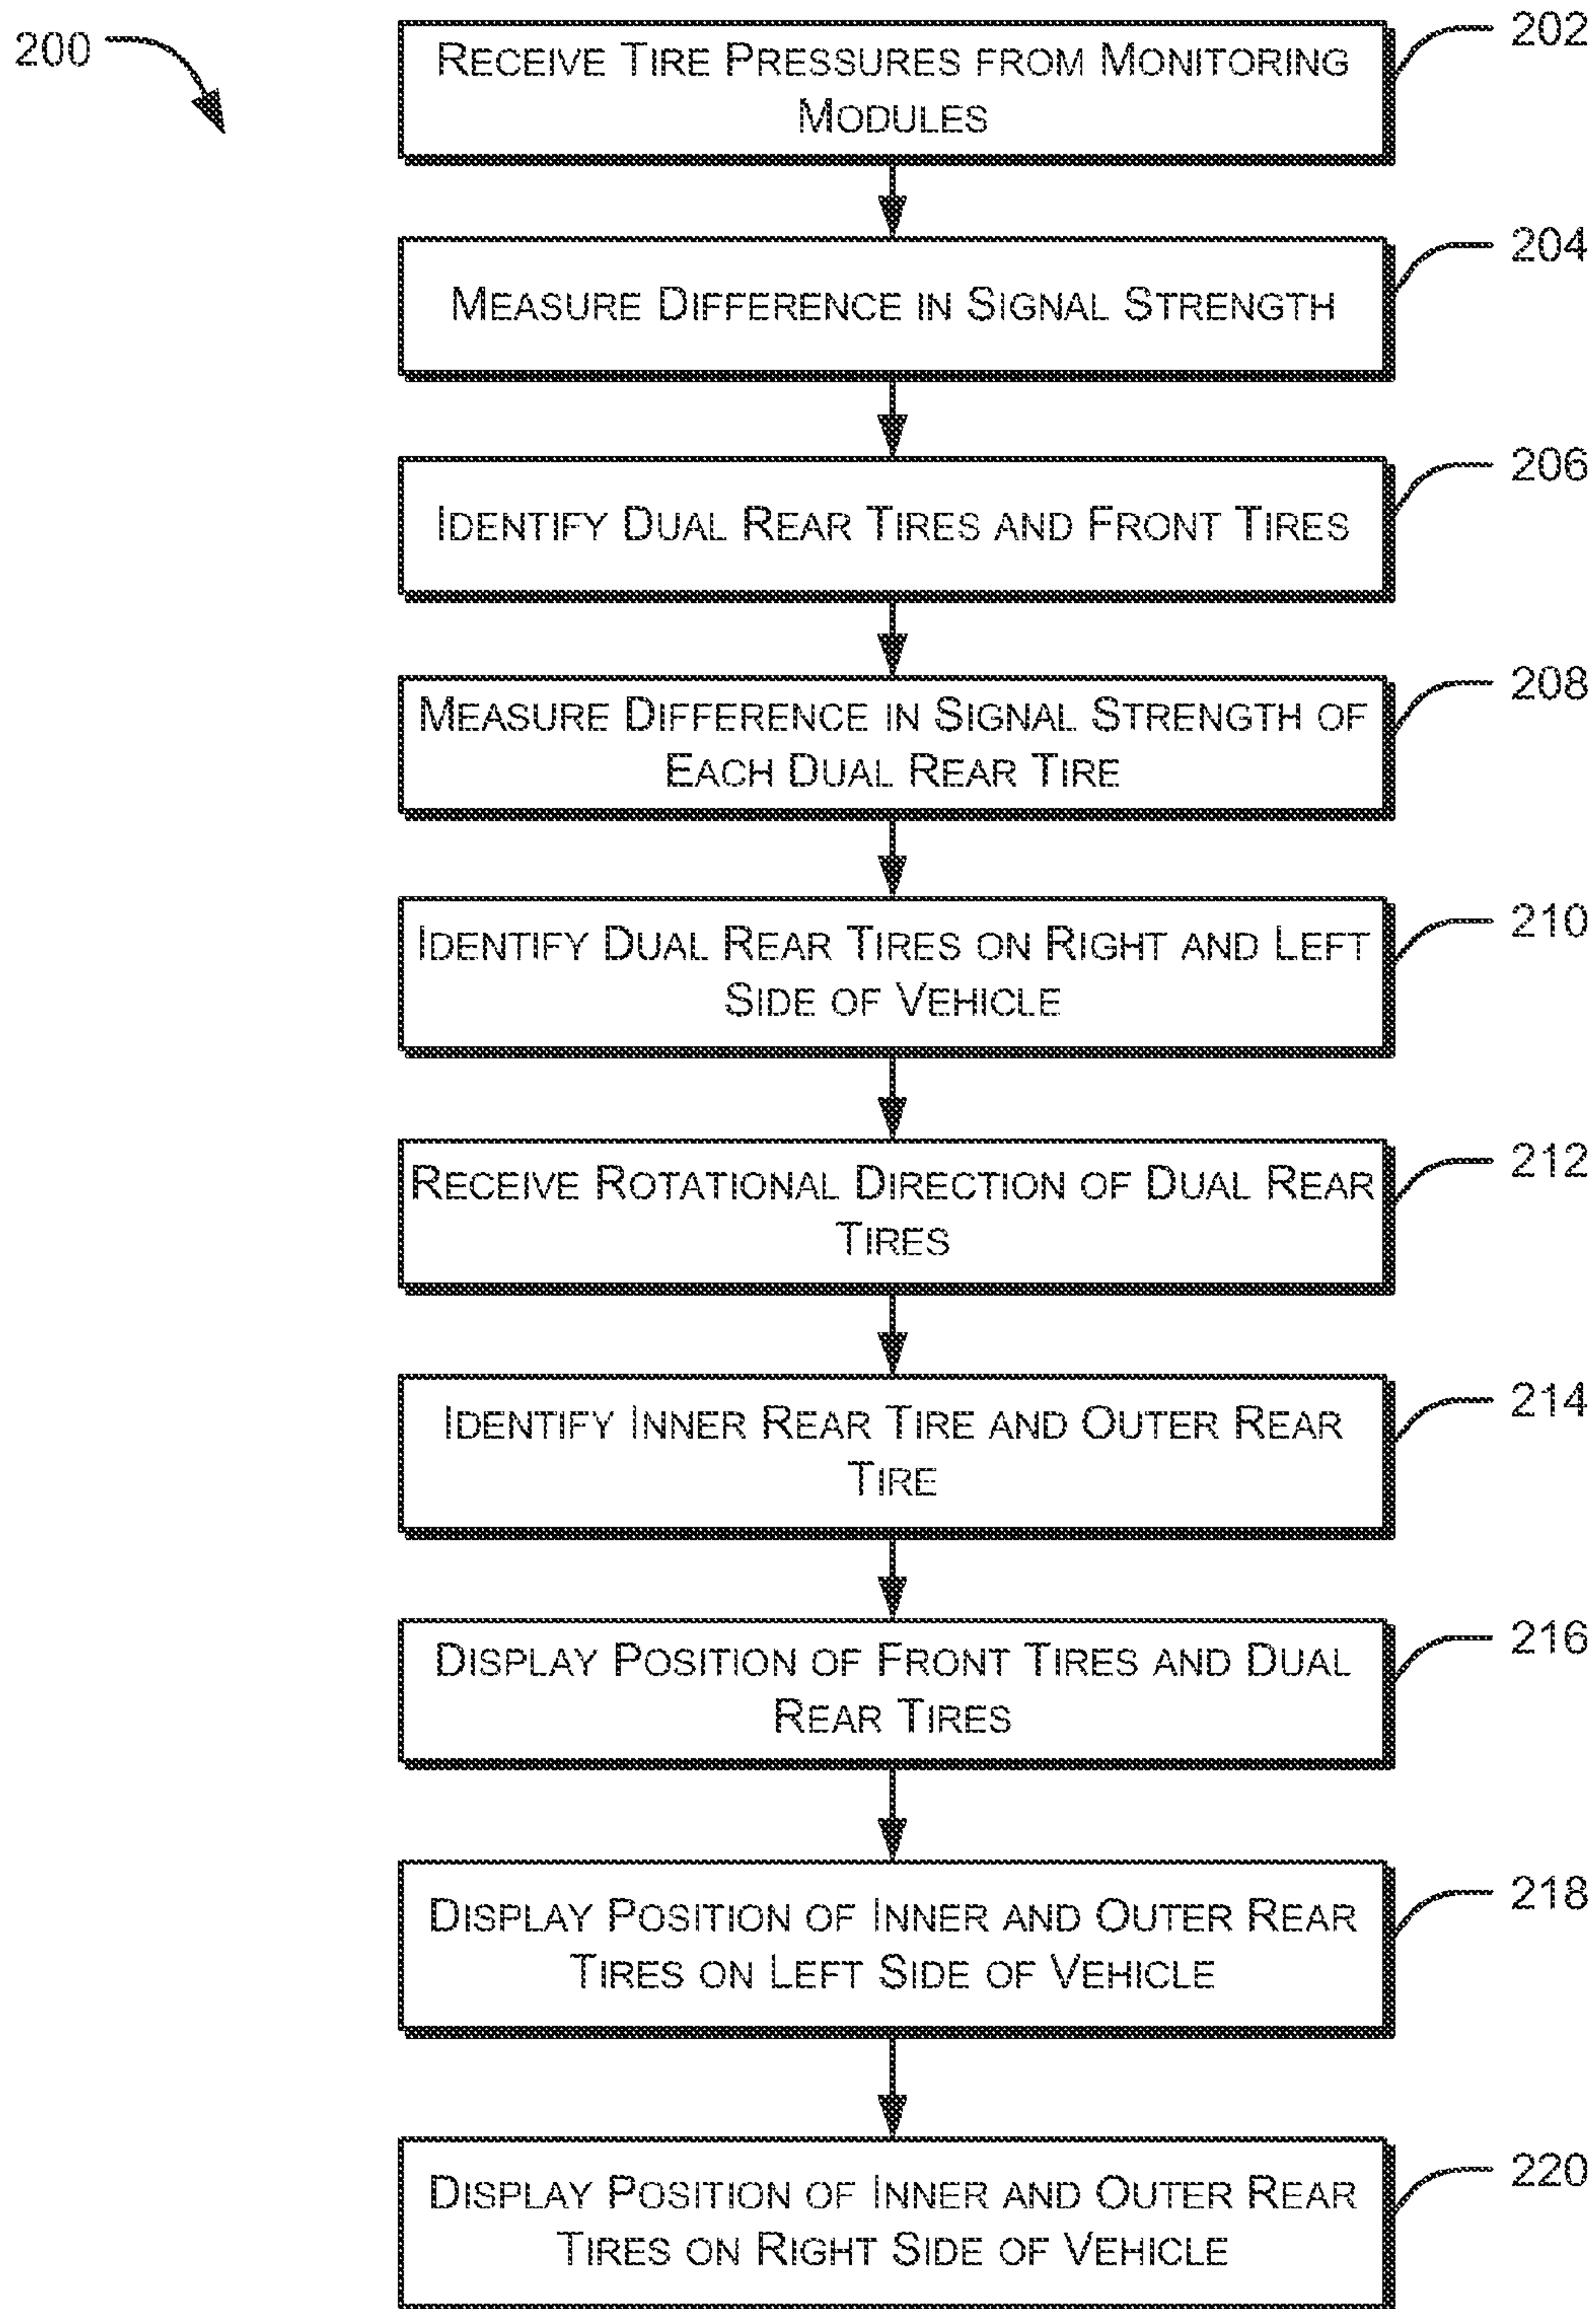 200
RECEIVE TIRE PRESSURES FROM MONITORING
MODULES
202
MEASURE DIFFERENCE IN SIGNAL STRENGTH
204
IDENTIFY DUAL REAR TIRES AND FRONT TIRES
206
MEASURE DIFFERENCE IN SIGNAL STRENGTH OF
EACH DUAL REAR TIRE
208
IDENTIFY DUAL REAR TIRES ON RIGHT AND LEFT
SIDE OF VEHICLE
210
RECEIVE ROTATIONAL DIRECTION OF DUAL REAR
TIRES
212
IDENTIFY INNER REAR TIRE AND OUTER REAR
TIRE
214
DISPLAY POSITION OF FRONT TIRES AND DUAL
REAR TIRES
216
DISPLAY POSITION OF INNER AND OUTER REAR
TIRES ON LEFT SIDE OF VEHICLE
218
DISPLAY POSITION OF INNER AND OUTER REAR
TIRES ON RIGHT SIDE OF VEHICLE
220